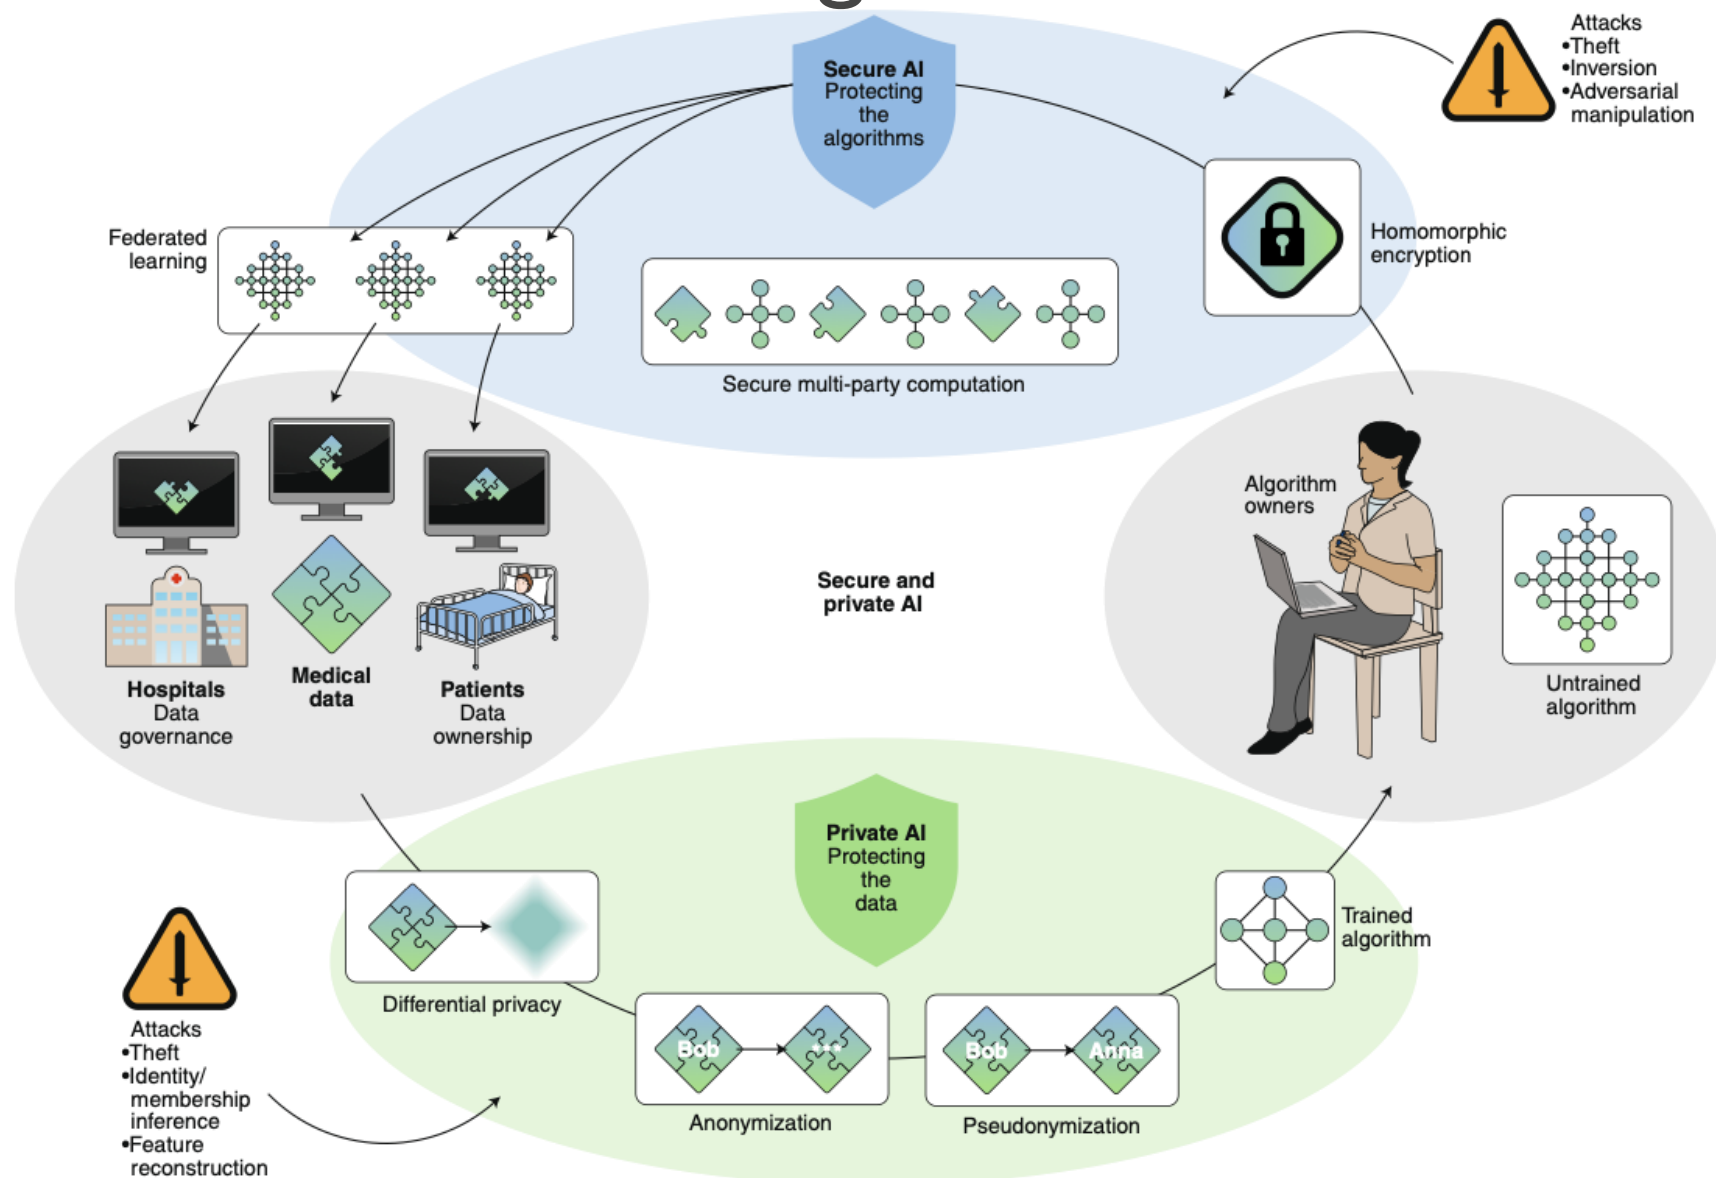 Secure AI
Protecting
the
algorithms
Attacks
•Theft
•Inversion
•Adversarial
manipulation
Federated
learning
Homomorphic
encryption
Secure multi-party computation
Algorithm
owners
Secure and
private AI
Hospitals
Data
governance
Medical
data
Patients
Data
ownership
Untrained
algorithm
Private AI
Protecting
the
data
Trained
algorithm
Differential privacy
Attacks
•Theft
•Identity/
membership
inference
•Feature
reconstruction
Bob
***
Anonymization
Bob
Anna
Pseudonymization